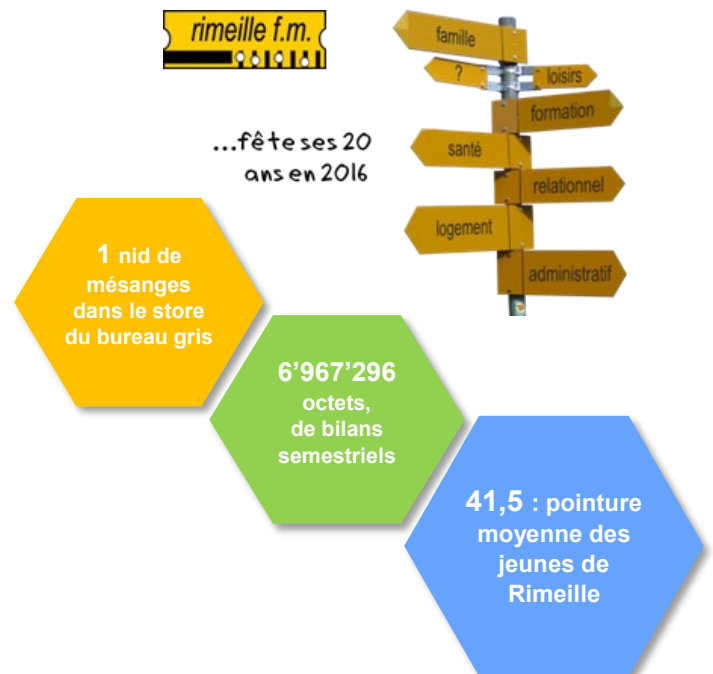 rimeille f.m.
...fête ses 20
ans en 2016
famille
?
loisirs
formation
santé
relationnel
logement
administratif
1 nid de
mésanges
dans le store
du bureau gris
6’967’296
octets,
de bilans
semestriels
41,5 : pointure
moyenne des
jeunes de
Rimeille